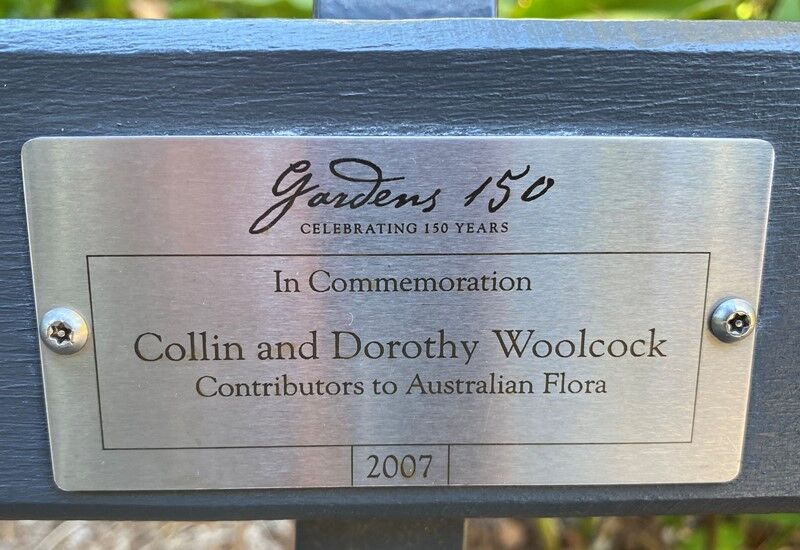 Gardens 150
CELEBRATING 150 YEARS
In Commemoration
Collin and Dorothy Woolcock
Contributors to Australian Flora
2007